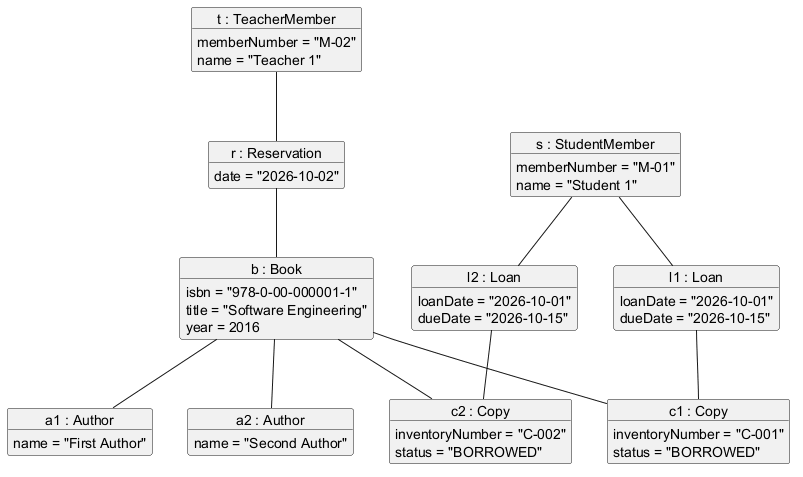 t : TeacherMember
memberNumber = "M-02"
name = "Teacher 1"
r : Reservation
date = "2026-10-02"
s : StudentMember
memberNumber = "M-01"
name = "Student 1"
b : Book
isbn = "978-0-00-000001-1"
title = "Software Engineering"
year = 2016
l2 : Loan
loanDate = "2026-10-01"
dueDate = "2026-10-15"
l1 : Loan
loanDate = "2026-10-01"
dueDate = "2026-10-15"
a1 : Author
name = "First Author"
a2 : Author
name = "Second Author"
c2 : Copy
inventoryNumber = "C-002"
status = "BORROWED"
c1 : Copy
inventoryNumber = "C-001"
status = "BORROWED"